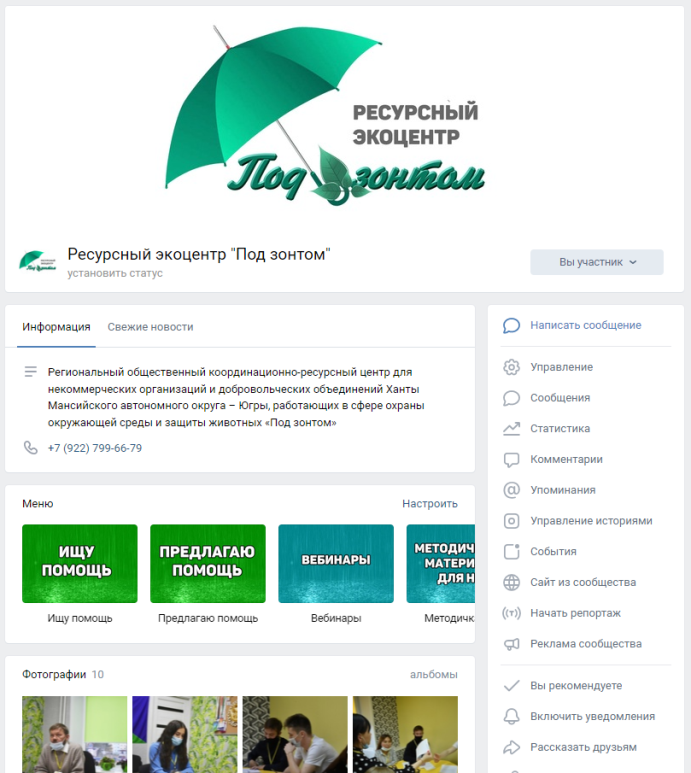 РЕСУРСНЫЙ
ЭКОЦЕНТР
Под зонтом
Ресурсный экоцентр "Под зонтом"
установить статус
Вы участник
Информация
Свежие новости
Региональный общественный координационно-ресурсный центр для
некоммерческих организаций и добровольческих объединений Ханты
Мансийского автономного округа – Югры, работающих в сфере охраны
окружающей среды и защиты животных «Под зонтом»
+7 (922) 799-66-79
Меню
Настроить
ИЩУ
ПОМОЩЬ
ПРЕДЛАГАЮ
ПОМОЩЬ
ВЕБИНАРЫ
МЕТОДИЧ
МАТЕРИ
ДЛЯ Н
Ищу помощь
Предлагаю помощь
Вебинары
Методичк
Фотографии 10
альбомы
Написать сообщение
Управление
Сообщения
Статистика
Комментарии
Упоминания
Управление историями
События
Сайт из сообщества
Начать репортаж
Реклама сообщества
Вы рекомендуете
Включить уведомления
Рассказать друзьям